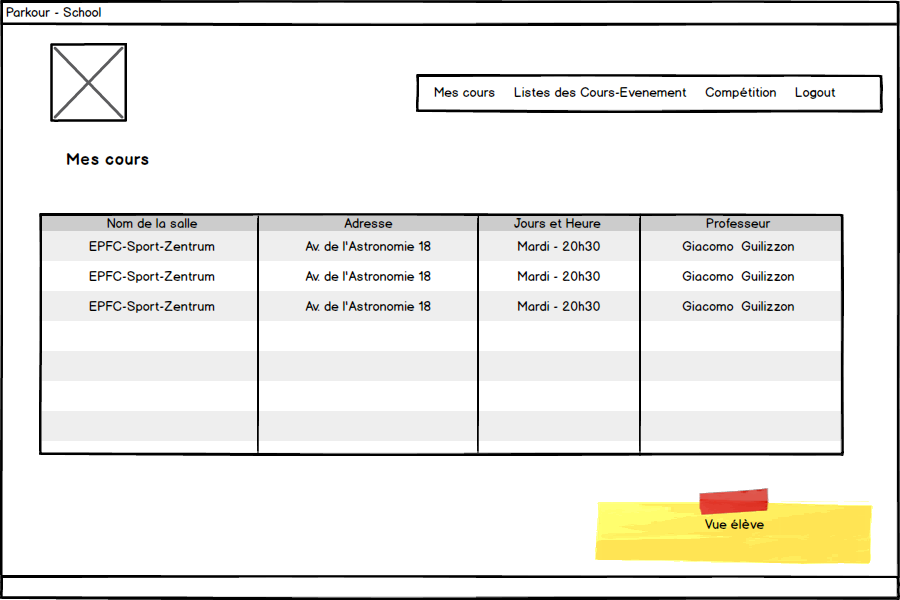 Parkour - School
Mes cours Listes des Cours-Evenement Compétition Logout
Mes cours
Nom de la salle Adresse Jours et Heure Professeur
EPFC-Sport-Zentrum Av. de l'Astronomie 18 Mardi - 20h30 Giacomo Guilizzon
EPFC-Sport-Zentrum Av. de l'Astronomie 18 Mardi - 20h30 Giacomo Guilizzon
EPFC-Sport-Zentrum Av. de l'Astronomie 18 Mardi - 20h30 Giacomo Guilizzon
Vue élève